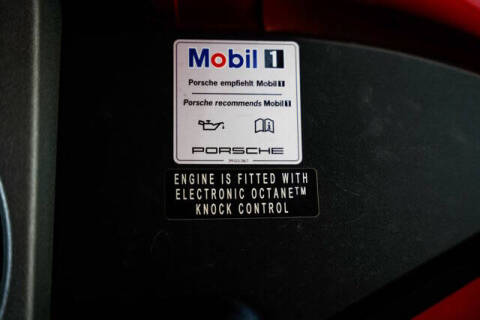 Mobil 1
Porsche empfiehlt Mobil 1
Porsche recommends Mobil 1
PORSCHE
ENGINE IS FITTED WITH
ELECTRONIC OCTANE™
KNOCK CONTROL